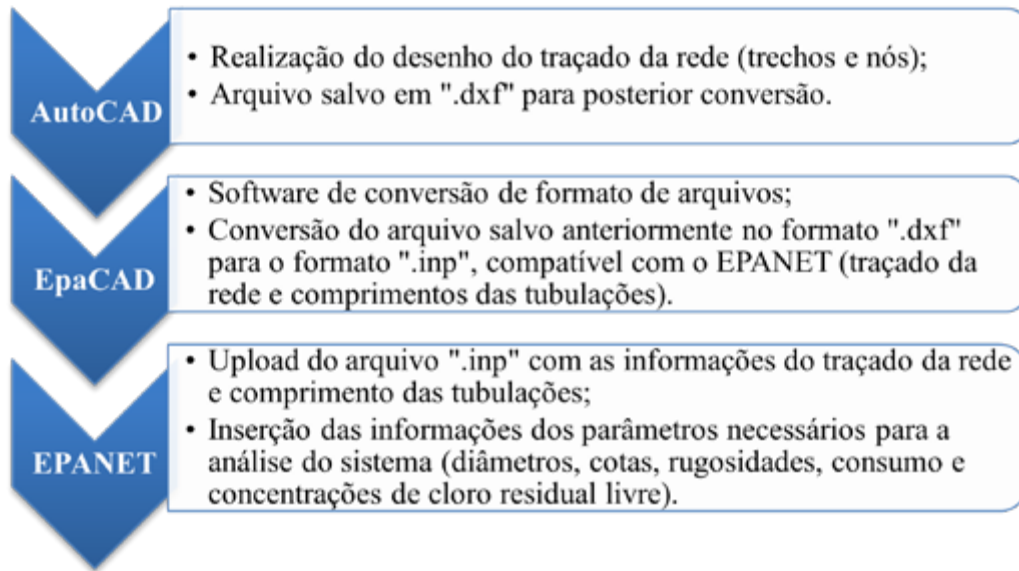 AutoCAD
• Realização do desenho do traçado da rede (trechos e nós);
• Arquivo salvo em ".dxf" para posterior conversão.
EpaCAD
• Software de conversão de formato de arquivos;
• Conversão do arquivo salvo anteriormente no formato ".dxf"
para o formato ".inp", compatível com o EPANET (traçado da
rede e comprimentos das tubulações).
EPANET
• Upload do arquivo ".inp" com as informações do traçado da rede
e comprimento das tubulações;
• Inserção das informações dos parâmetros necessários para a
análise do sistema (diâmetros, cotas, rugosidades, consumo e
concentrações de cloro residual livre).